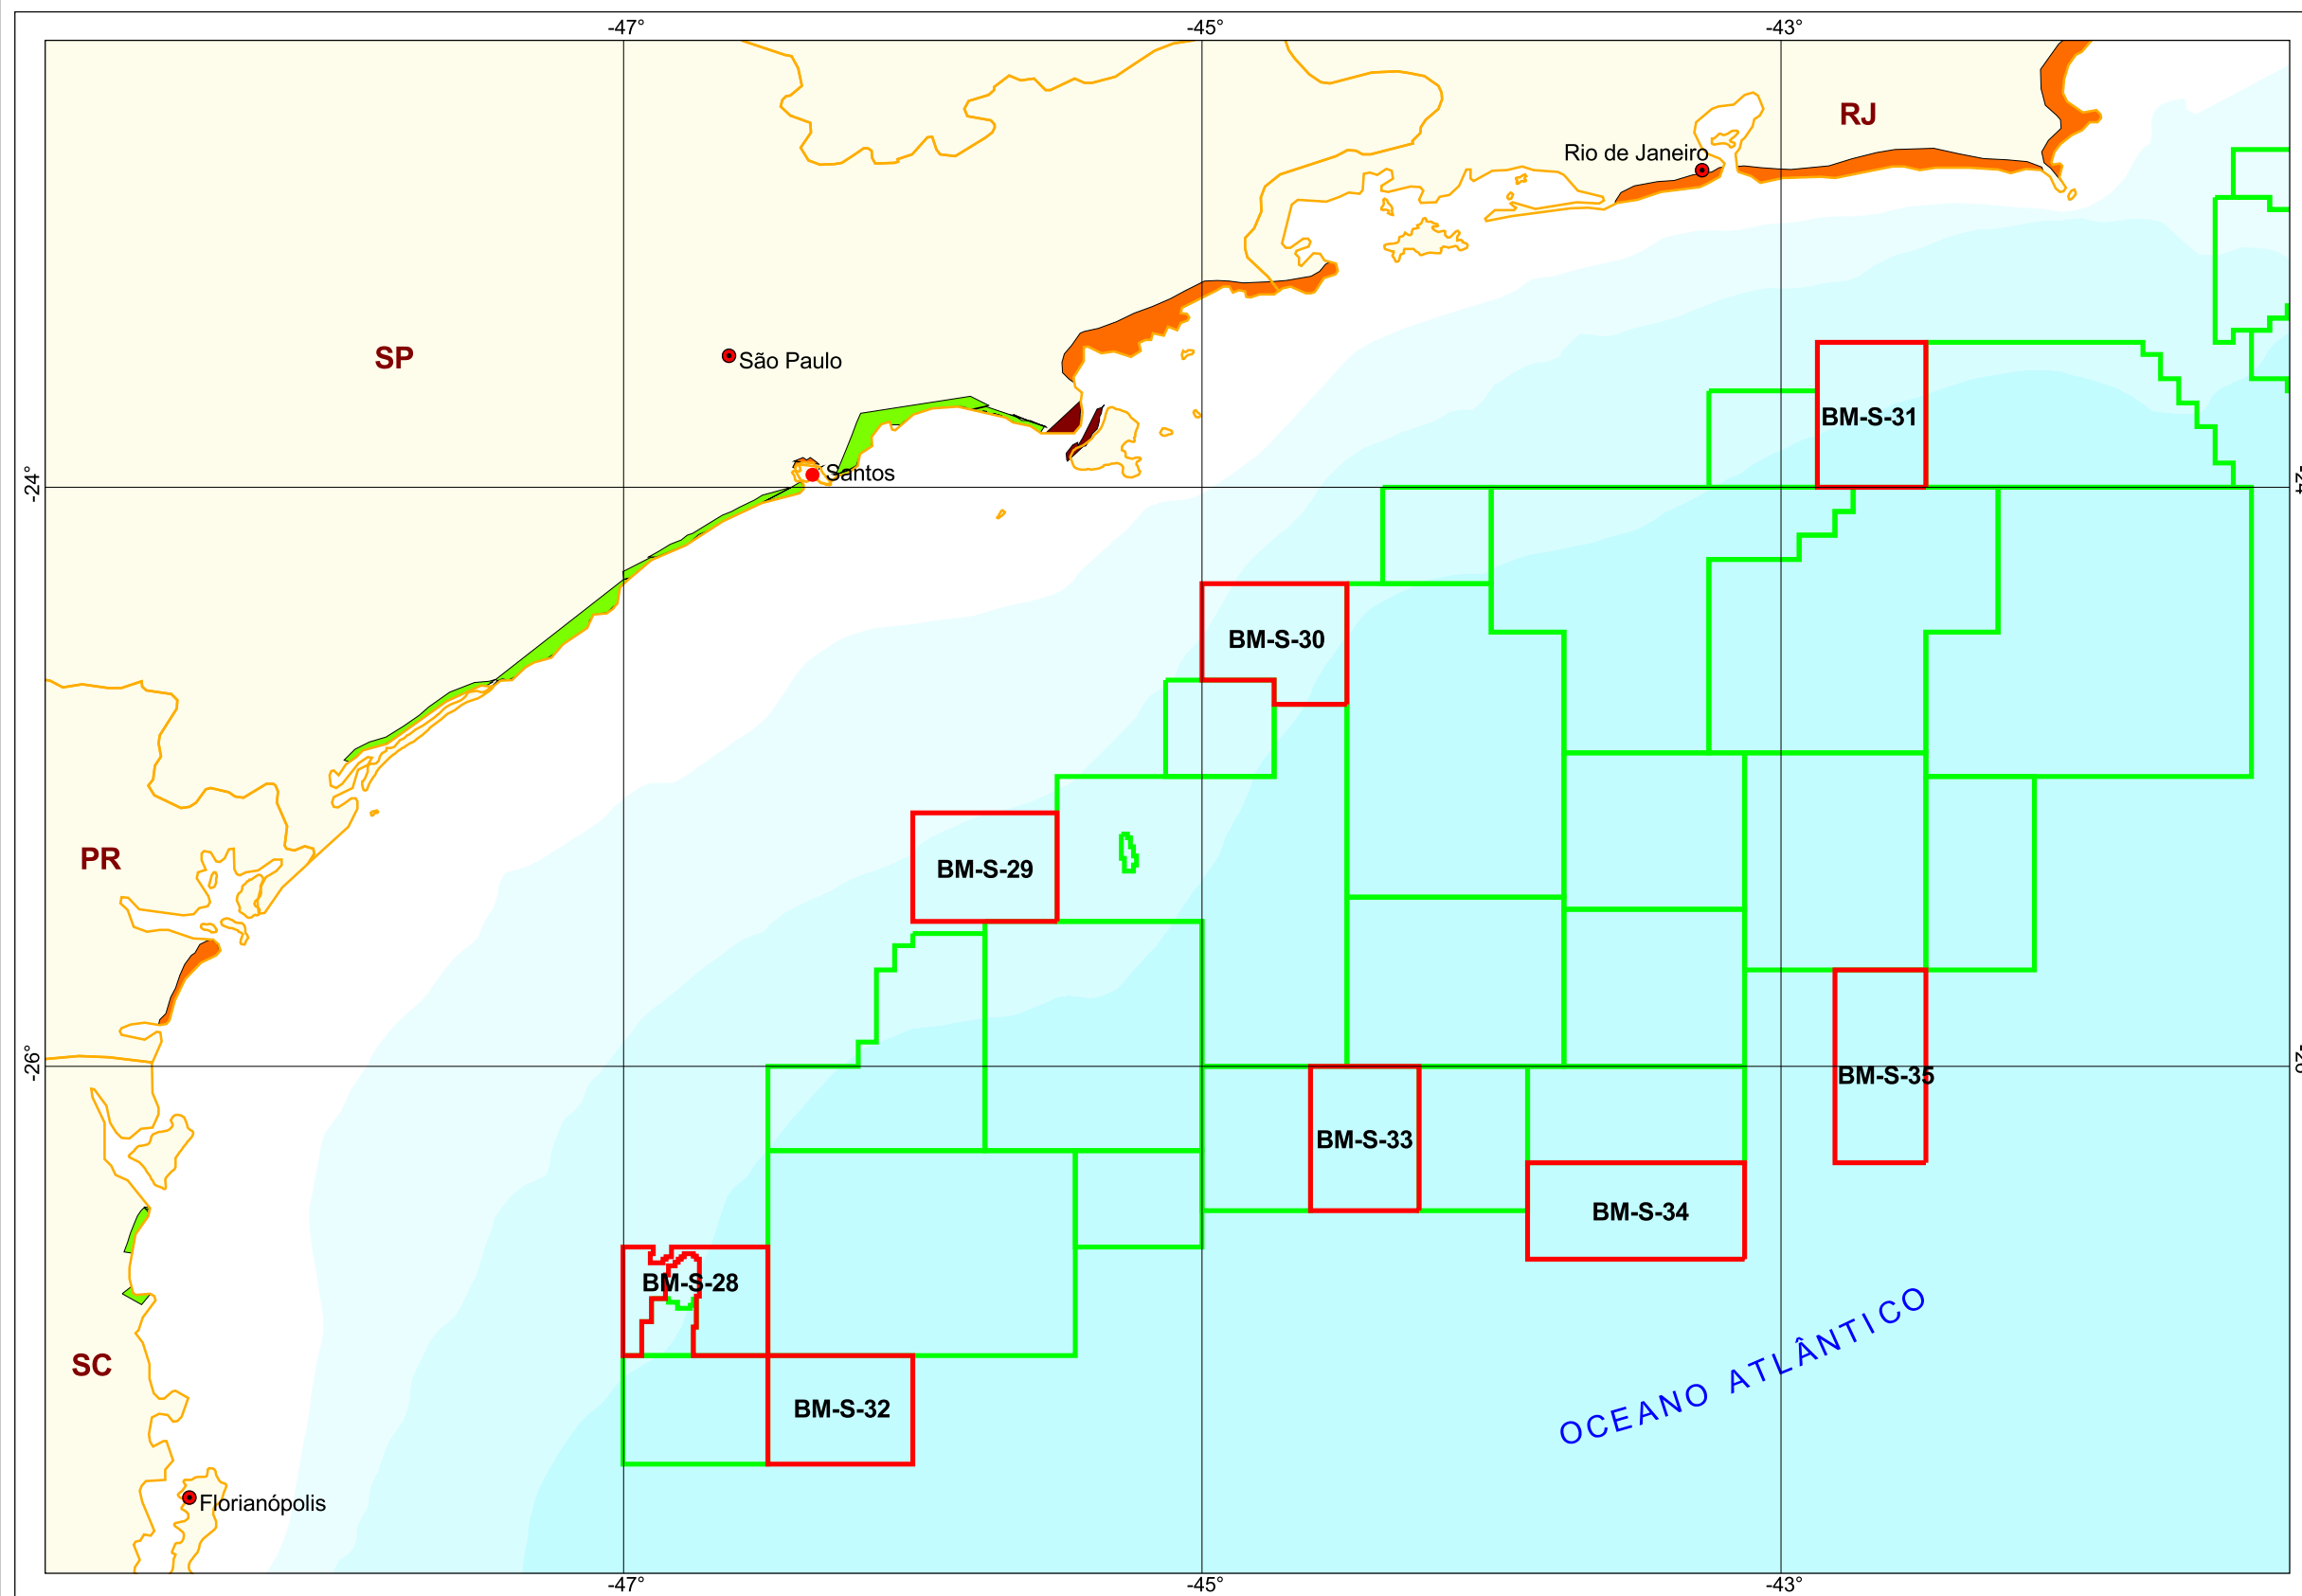 -47°
-45°
-43°
RJ
Rio de Janeiro
SP
São Paulo
BM-S-31
-24°
Santos
BM-S-30
PR
BM-S-29
-26°
BM-S-35
BM-S-33
BM-S-34
BM-S-28
OCEANO ATLÂNTICO
SC
BM-S-32
Florianópolis
-47°
-45°
-43°